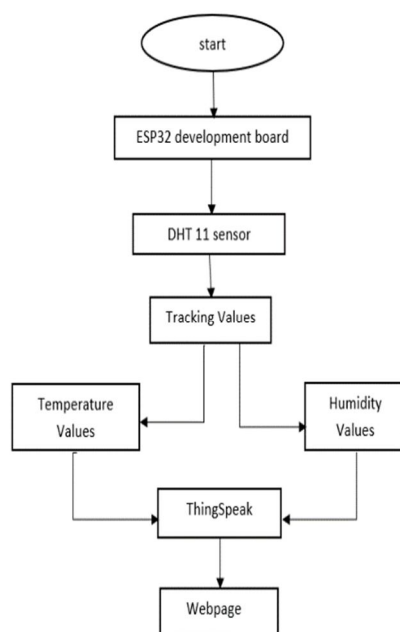 start
ESP32 development board
DHT 11 sensor
Tracking Values
Temperature
Values
Humidity
Values
ThingSpeak
Webpage